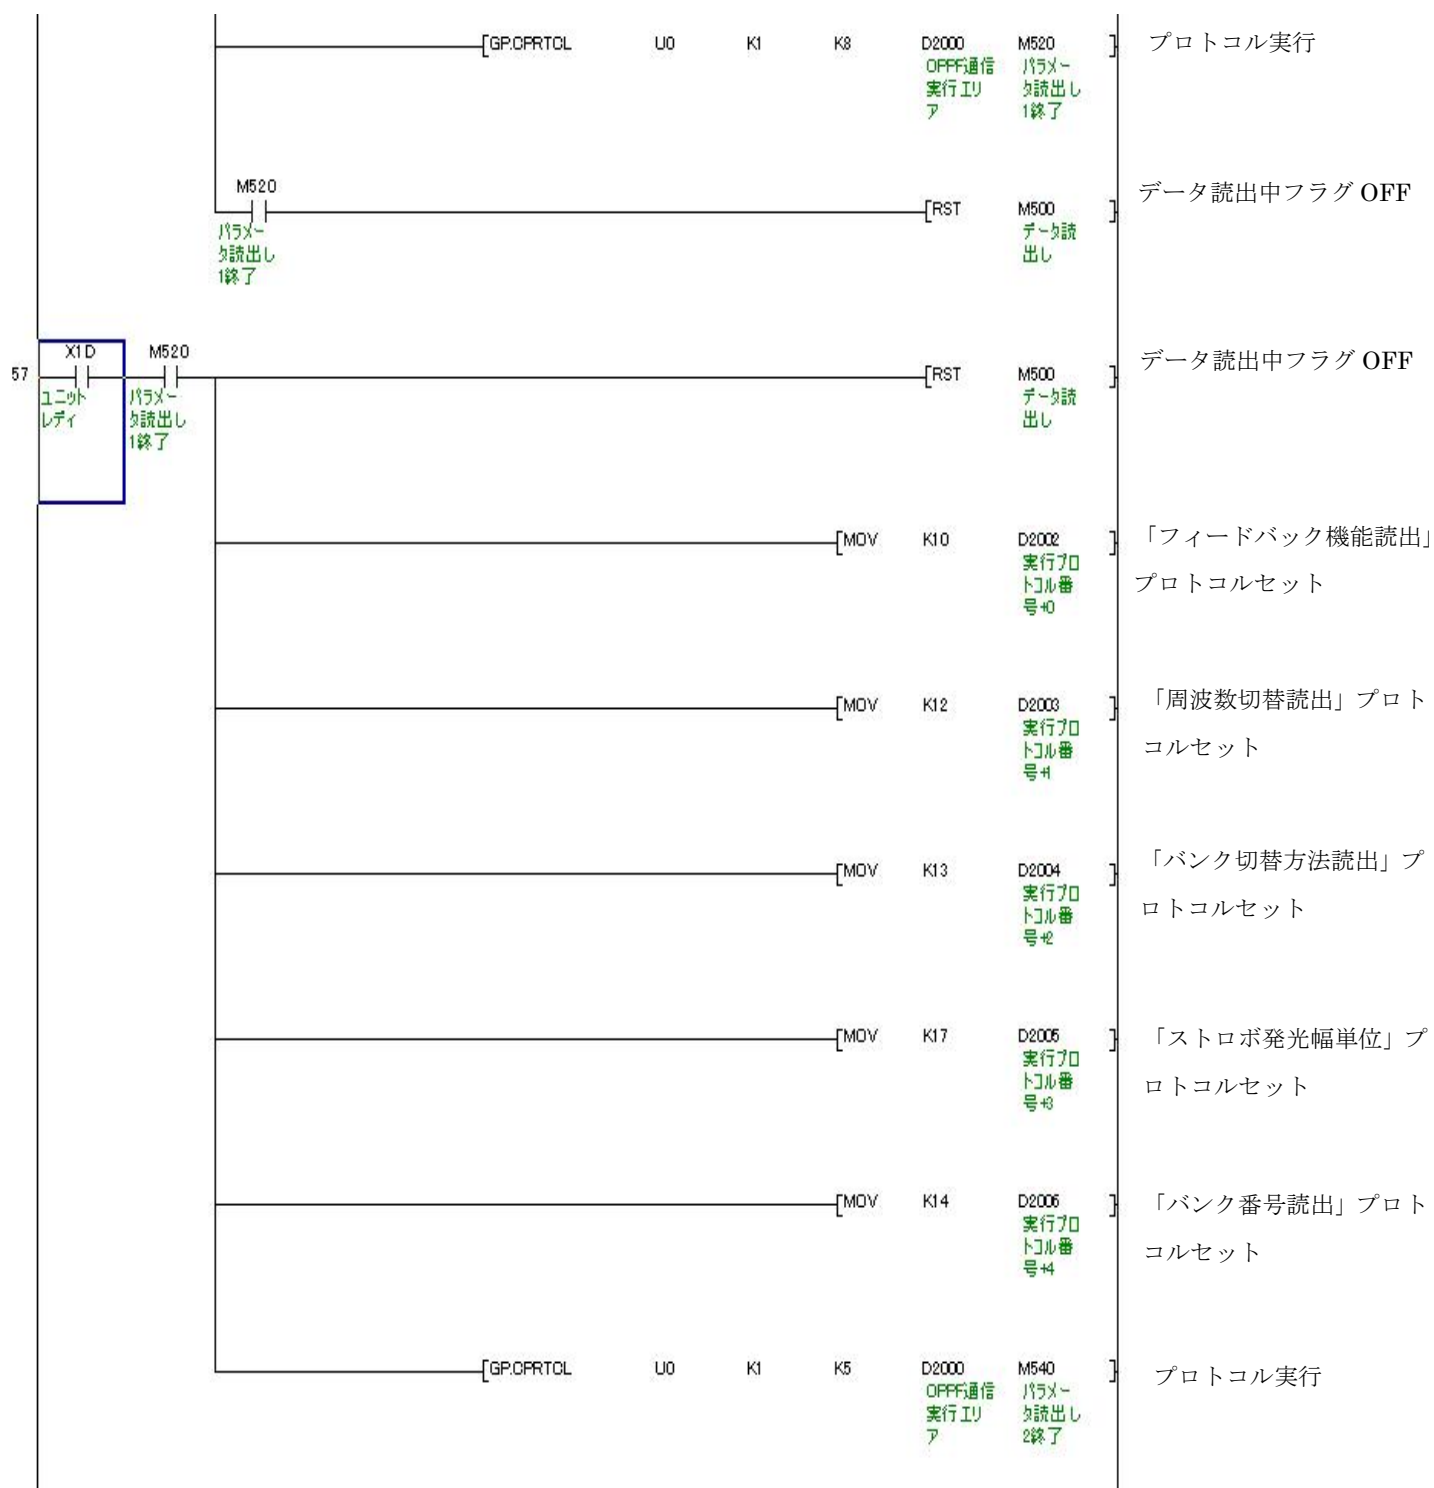 [GP.CPRTCL U0 K1 K8 D2000 M520 ] プロトコル実行
OPPF通信 パラメー
実行エリ タ読出し
ア 1終了
M520
データ読出中フラグ OFF
[RST M500 ]
パラメー データ読
タ読出し 出し
1終了
X1D M520
データ読出中フラグ OFF
57 [RST M500 ]
ユニット パラメー データ読
レディ タ読出し 出し
1終了
[MOV K10 D2002 ] 「フィードバック機能読出」
実行プロ
トコル番 プロトコルセット
号+0
[MOV K12 D2003 ] 「周波数切替読出」プロト
実行プロ
トコル番 コルセット
号+1
[MOV K13 D2004 ] 「バンク切替方法読出」プ
実行プロ
トコル番 ロトコルセット
号+2
[MOV K17 D2005 ] 「ストロボ発光幅単位」プ
実行プロ
トコル番 ロトコルセット
号+3
[MOV K14 D2006 ] 「バンク番号読出」プロト
実行プロ
トコル番 コルセット
号+4
[GP.CPRTCL U0 K1 K5 D2000 M540 ] プロトコル実行
OPPF通信 パラメー
実行エリ タ読出し
ア 2終了